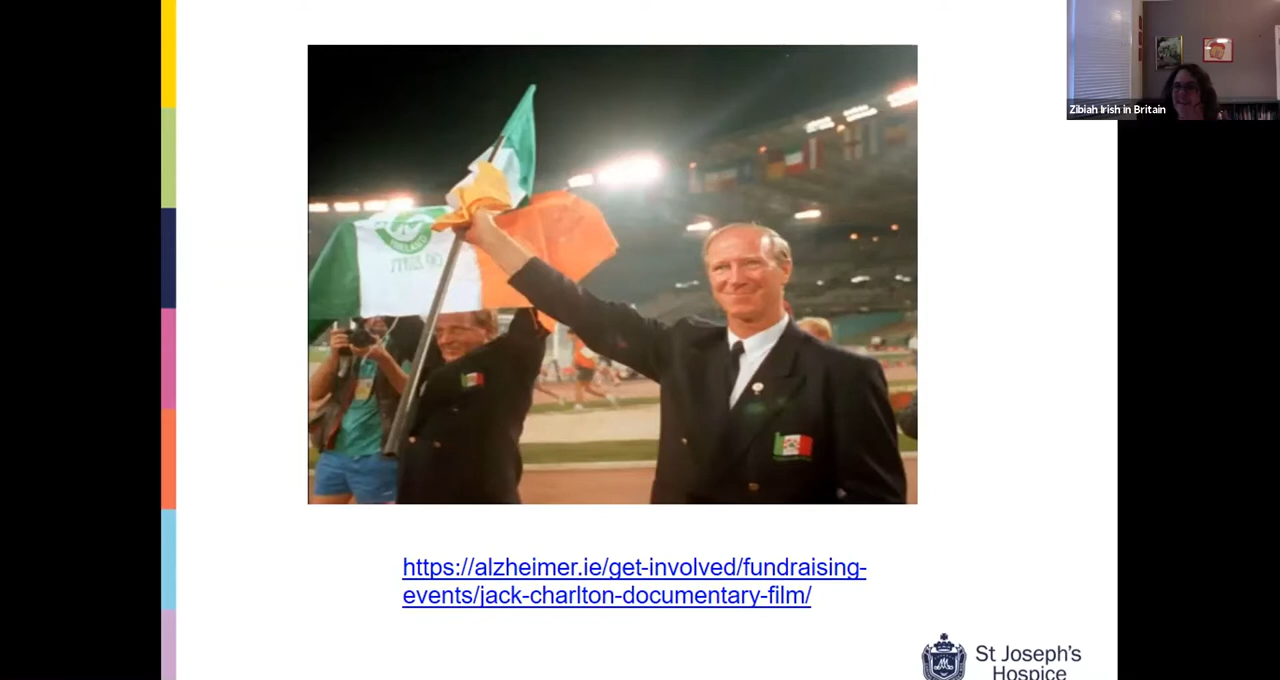 Zibiah Irish in Britain
IRELAND
ITALIA 90
https://alzheimer.ie/get-involved/fundraising-
events/jack-charlton-documentary-film/
St Joseph's
Hospice